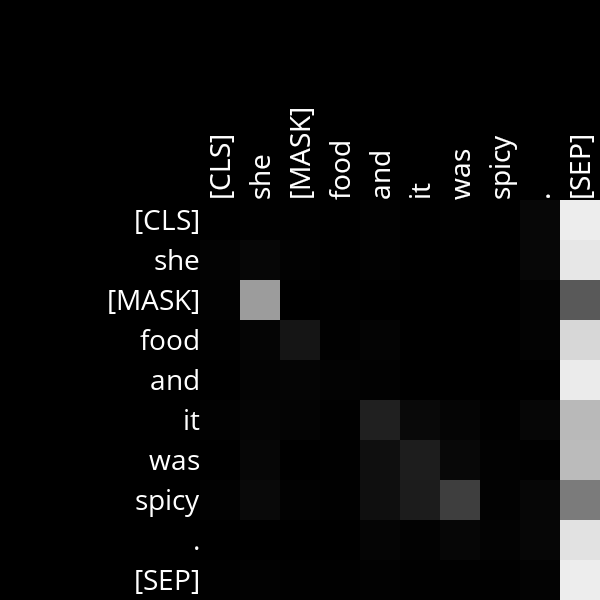 [CLS] she [MASK] food and it was spicy . [SEP]
[CLS]
she
[MASK]
food
and
it
was
spicy
.
[SEP]